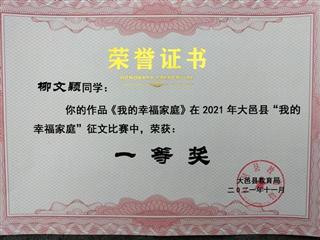 荣誉证书
柳文颖同学：
你的作品《我的幸福家庭》在2021年大邑县“我的
幸福家庭”征文比赛中，荣获：
一等奖
大邑县教育局
二〇二一年十一月